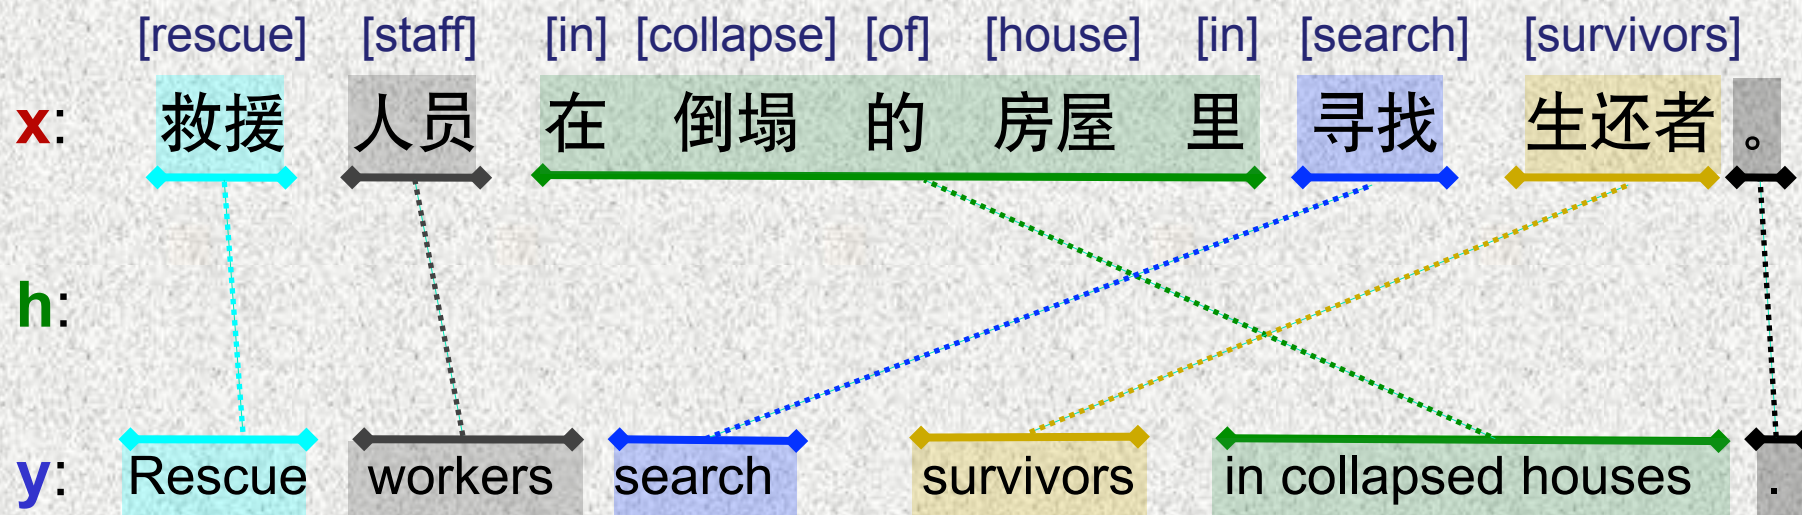 [rescue] [staff] [in] [collapse] [of] [house] [in] [search] [survivors]
x: 救援 人员 在 倒塌 的 房屋 里 寻找 生还者 。
h:
y: Rescue workers search survivors in collapsed houses .